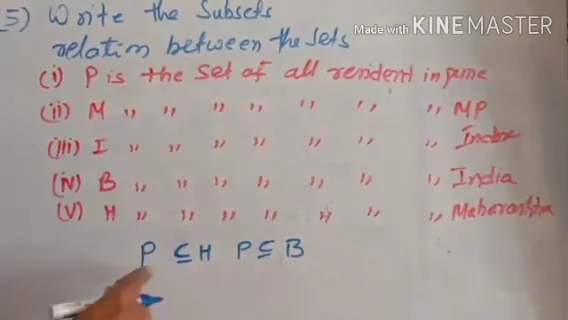 5) Write the Subsets
Made with KINEMASTER
relation between the sets
(i) P is the set of all resident in pune
(ii) M ,, ,, ,, ,, ,, ,, ,, MP
(iii) I ,, ,, ,, ,, ,, ,, ,, Indore
(iv) B ,, ,, ,, ,, ,, ,, ,, India
(v) H ,, ,, ,, ,, ,, ,, ,, Maharashtra
P ⊆ H P ⊆ B